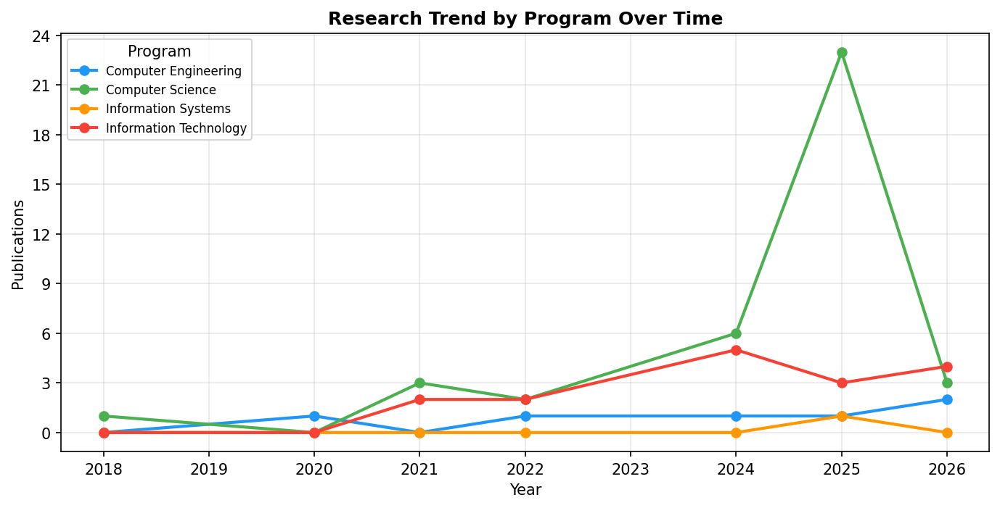 Research Trend by Program Over Time
Program
Computer Engineering
Computer Science
Information Systems
Information Technology
Publications
24
21
18
15
12
9
6
3
0
2018 2019 2020 2021 2022 2023 2024 2025 2026
Year